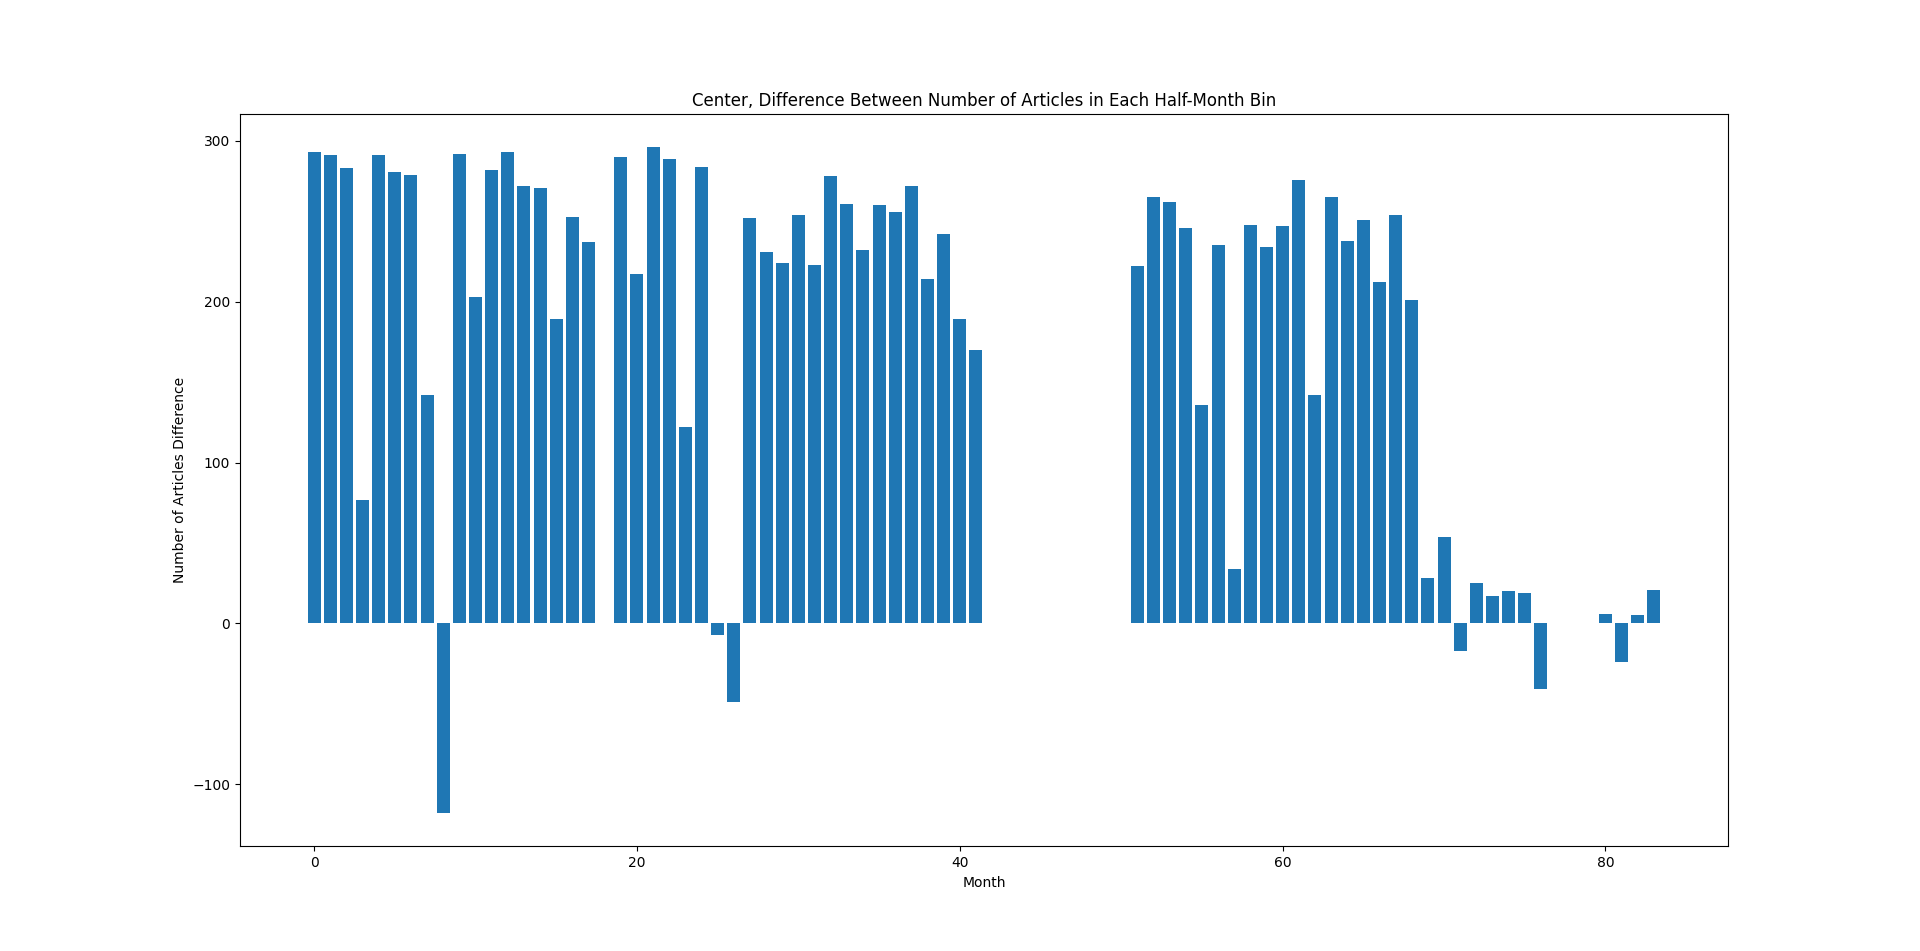 Center, Difference Between Number of Articles in Each Half-Month Bin
Number of Articles Difference
300
200
100
0
−100
0 20 40 60 80
Month